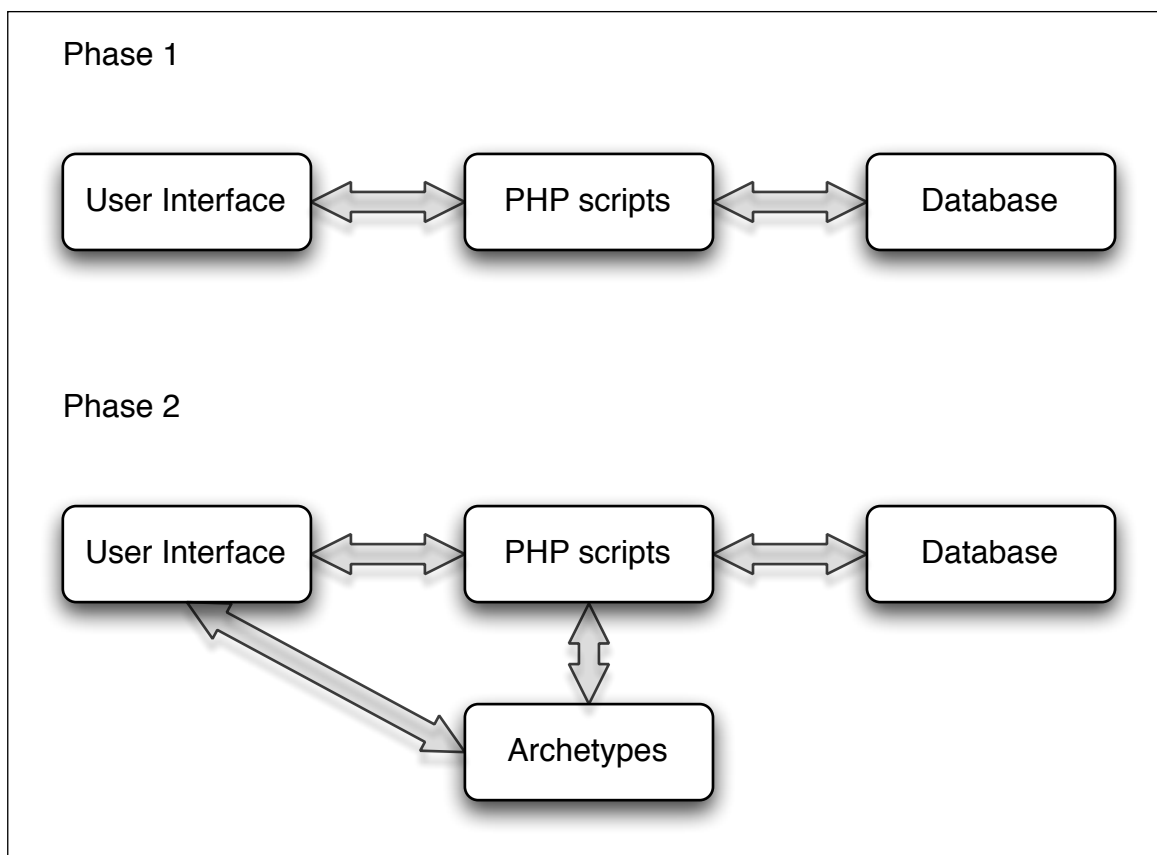 Phase 1
User Interface
PHP scripts
Database
Phase 2
User Interface
PHP scripts
Database
Archetypes